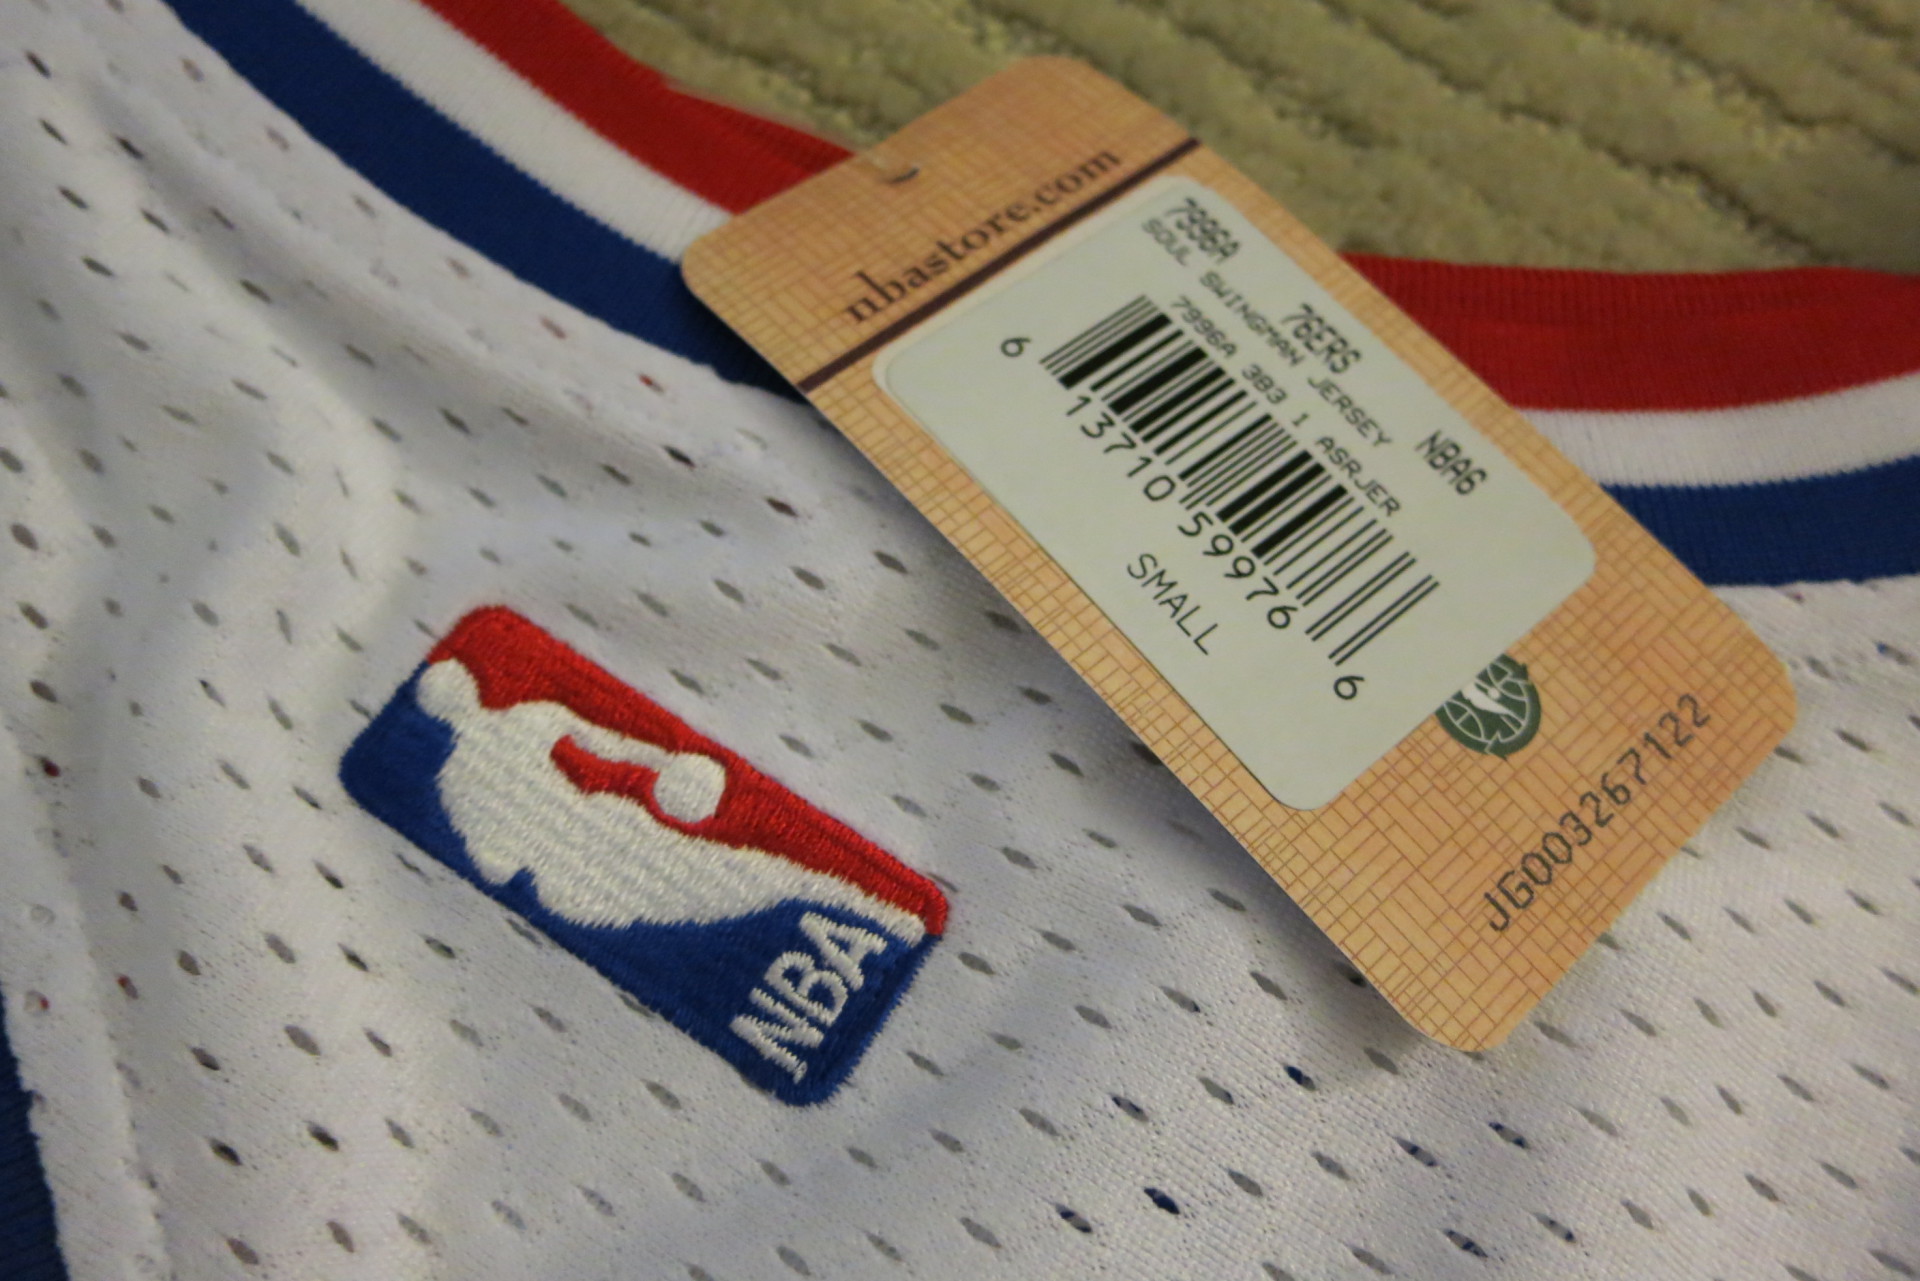 nbastore.com
7996A 76ERS NBA6
SOUL SWINGMAN JERSEY
7996A 383 1 ASRJER
6 13710 59976 6
SMALL
JG003267122
NBA